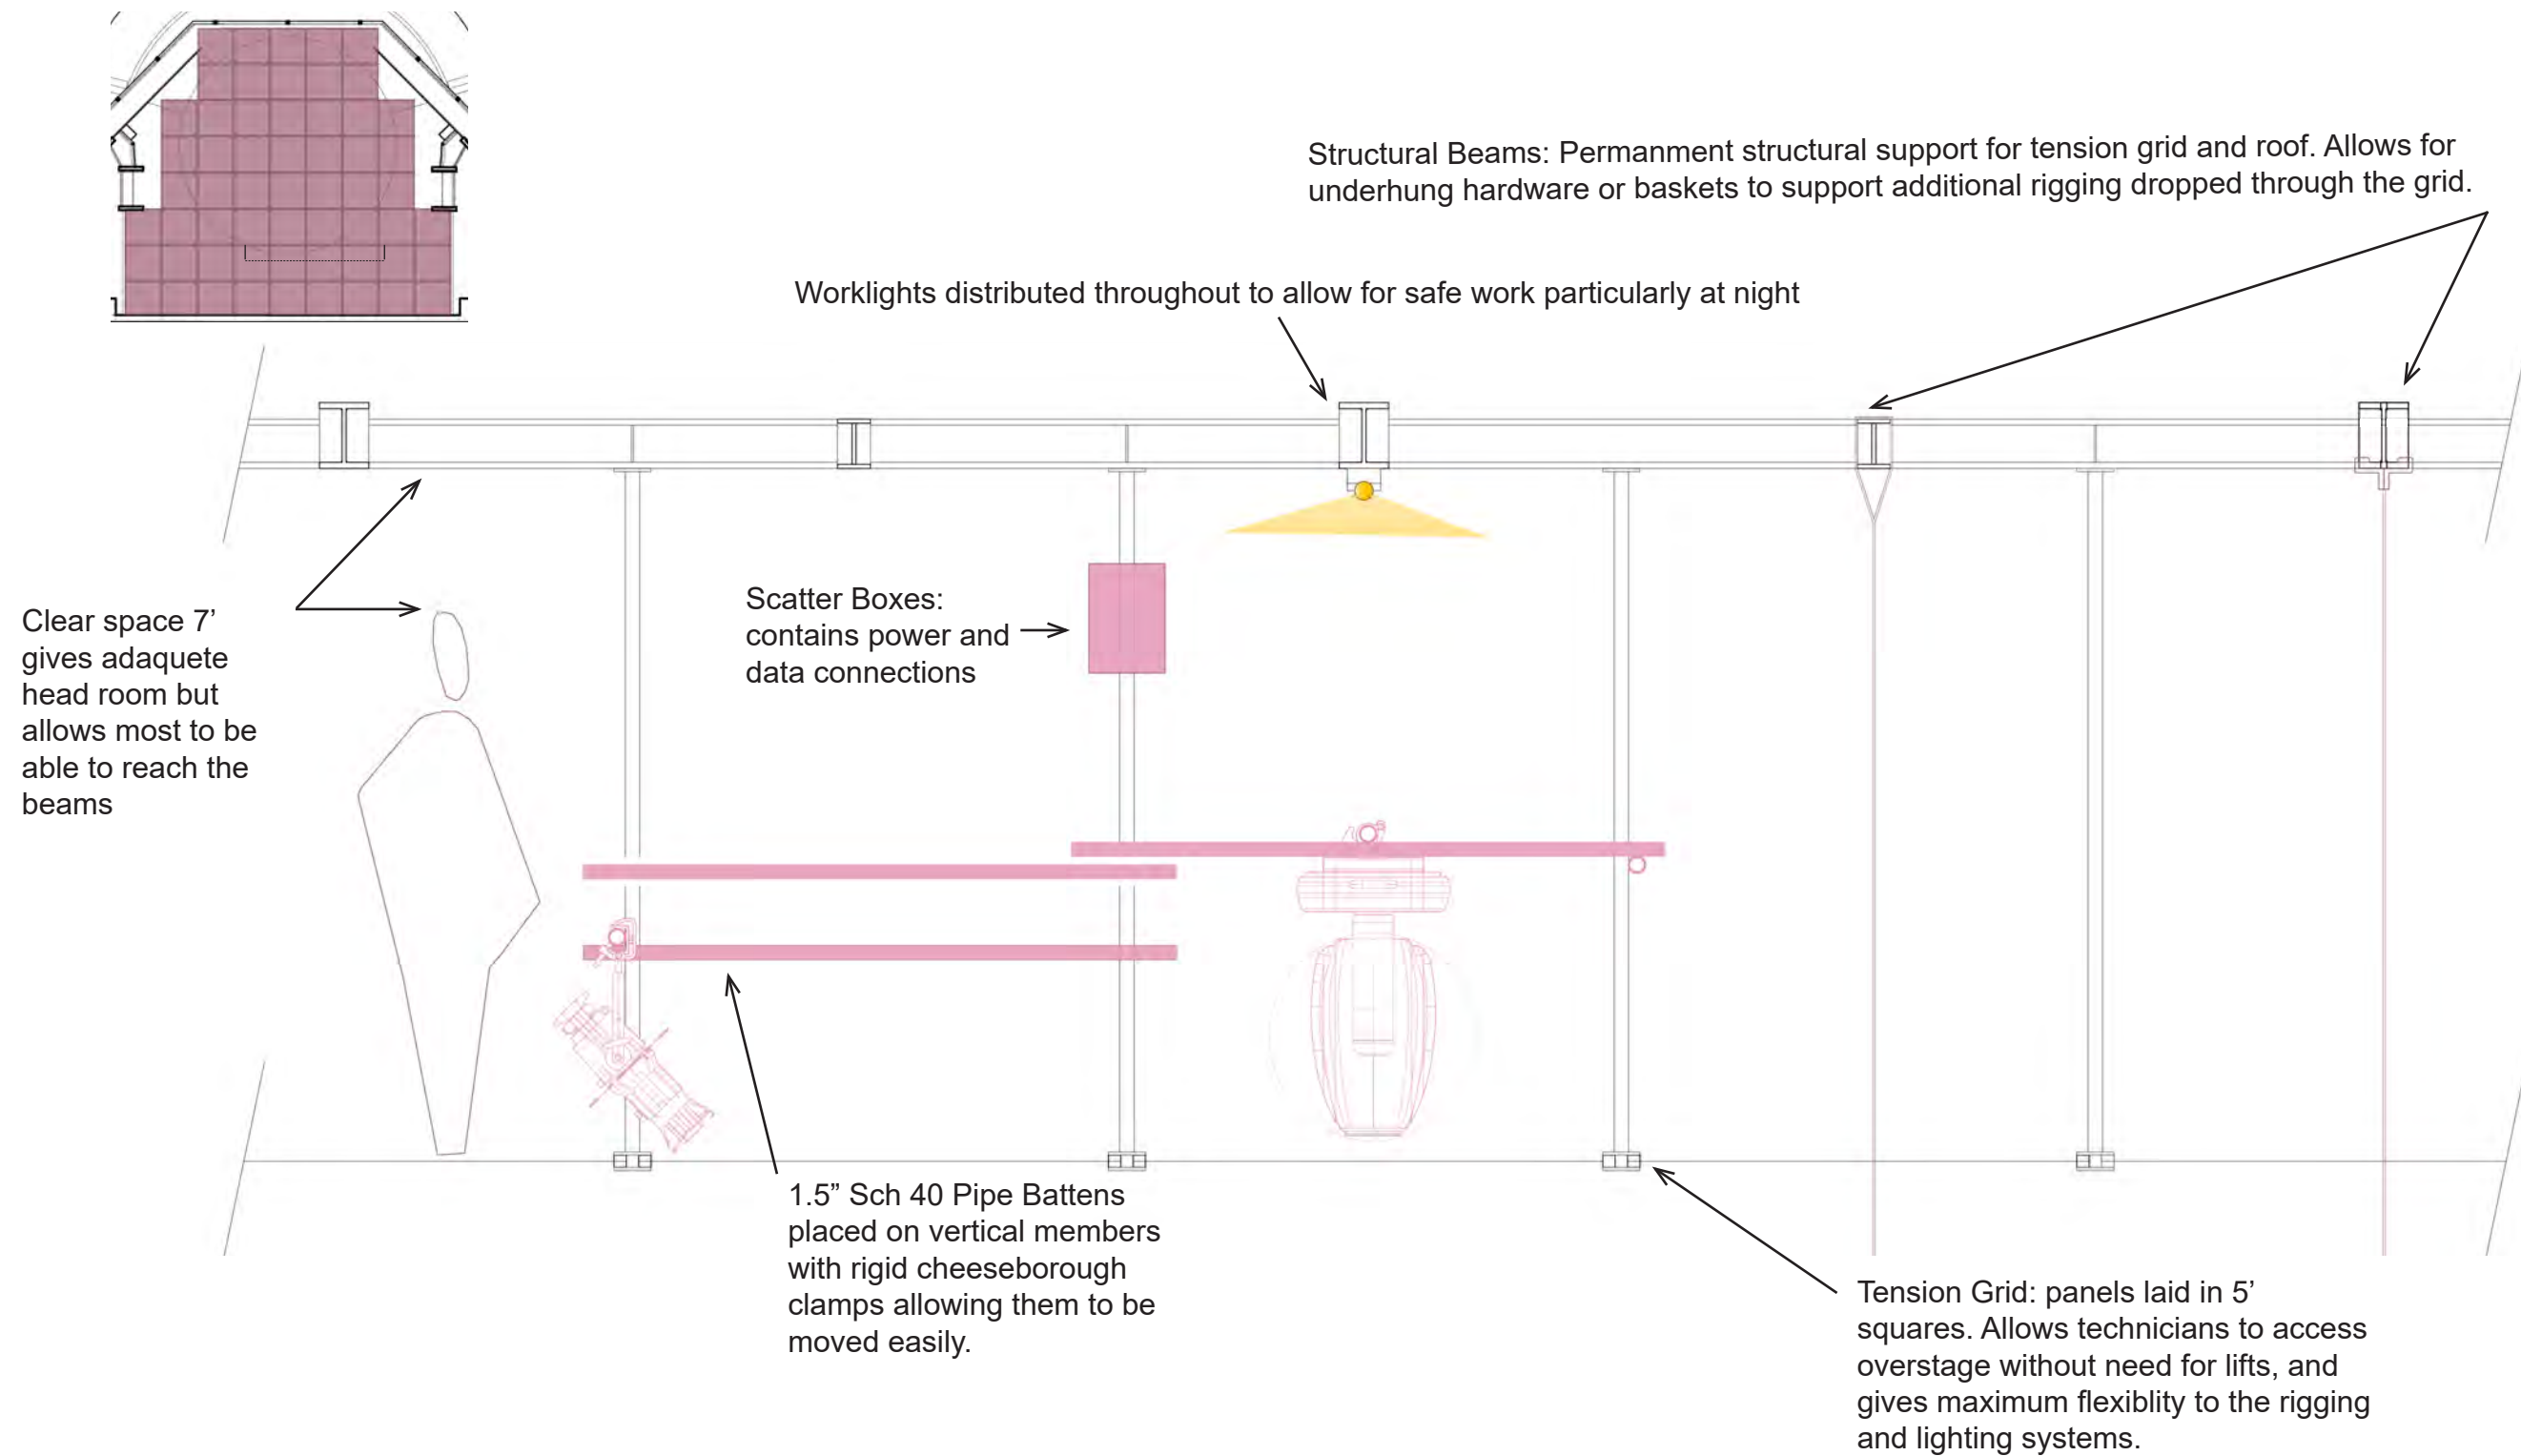 Structural Beams: Permanment structural support for tension grid and roof. Allows for
underhung hardware or baskets to support additional rigging dropped through the grid.
Worklights distributed throughout to allow for safe work particularly at night
Clear space 7’
gives adaquete
head room but
allows most to be
able to reach the
beams
Scatter Boxes:
contains power and
data connections
1.5” Sch 40 Pipe Battens
placed on vertical members
with rigid cheeseborough
clamps allowing them to be
moved easily.
Tension Grid: panels laid in 5’
squares. Allows technicians to access
overstage without need for lifts, and
gives maximum flexiblity to the rigging
and lighting systems.